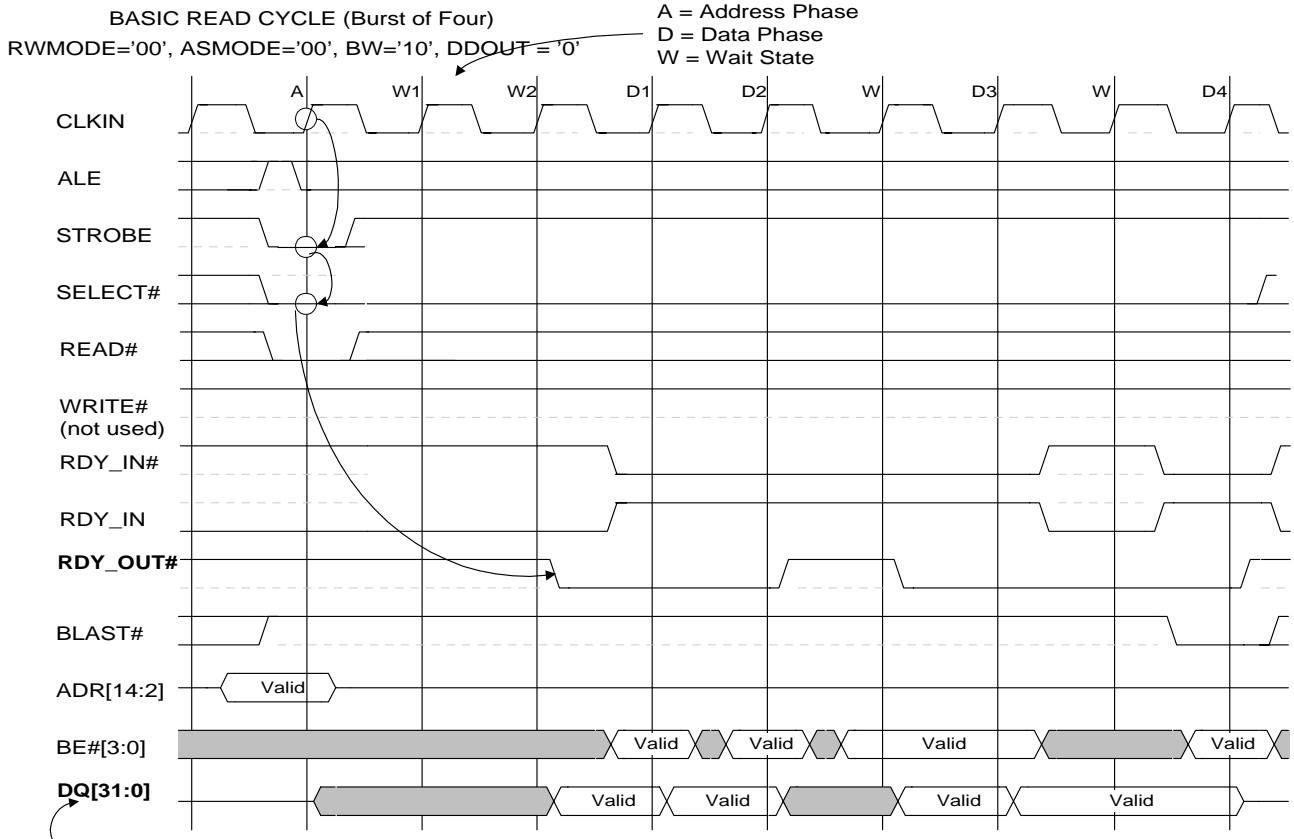 BASIC READ CYCLE (Burst of Four)
RWMODE='00', ASMODE='00', BW='10', DDOUT = '0'
A = Address Phase
D = Data Phase
W = Wait State
A W1 W2 D1 D2 W D3 W D4
CLKIN
ALE
STROBE
SELECT#
READ#
WRITE#
(not used)
RDY_IN#
RDY_IN
RDY_OUT#
BLAST#
ADR[14:2] Valid
BE#[3:0] Valid Valid Valid Valid
DQ[31:0] Valid Valid Valid Valid